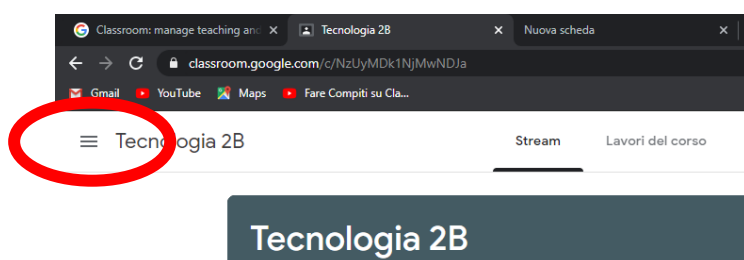 Classroom: manage teaching and
Tecnologia 2B
Nuova scheda
classroom.google.com/c/NzUyMDk1NjMwNDJa
Gmail YouTube Maps Fare Compiti su Cla...
Tecnologia 2B Stream Lavori del corso
Tecnologia 2B